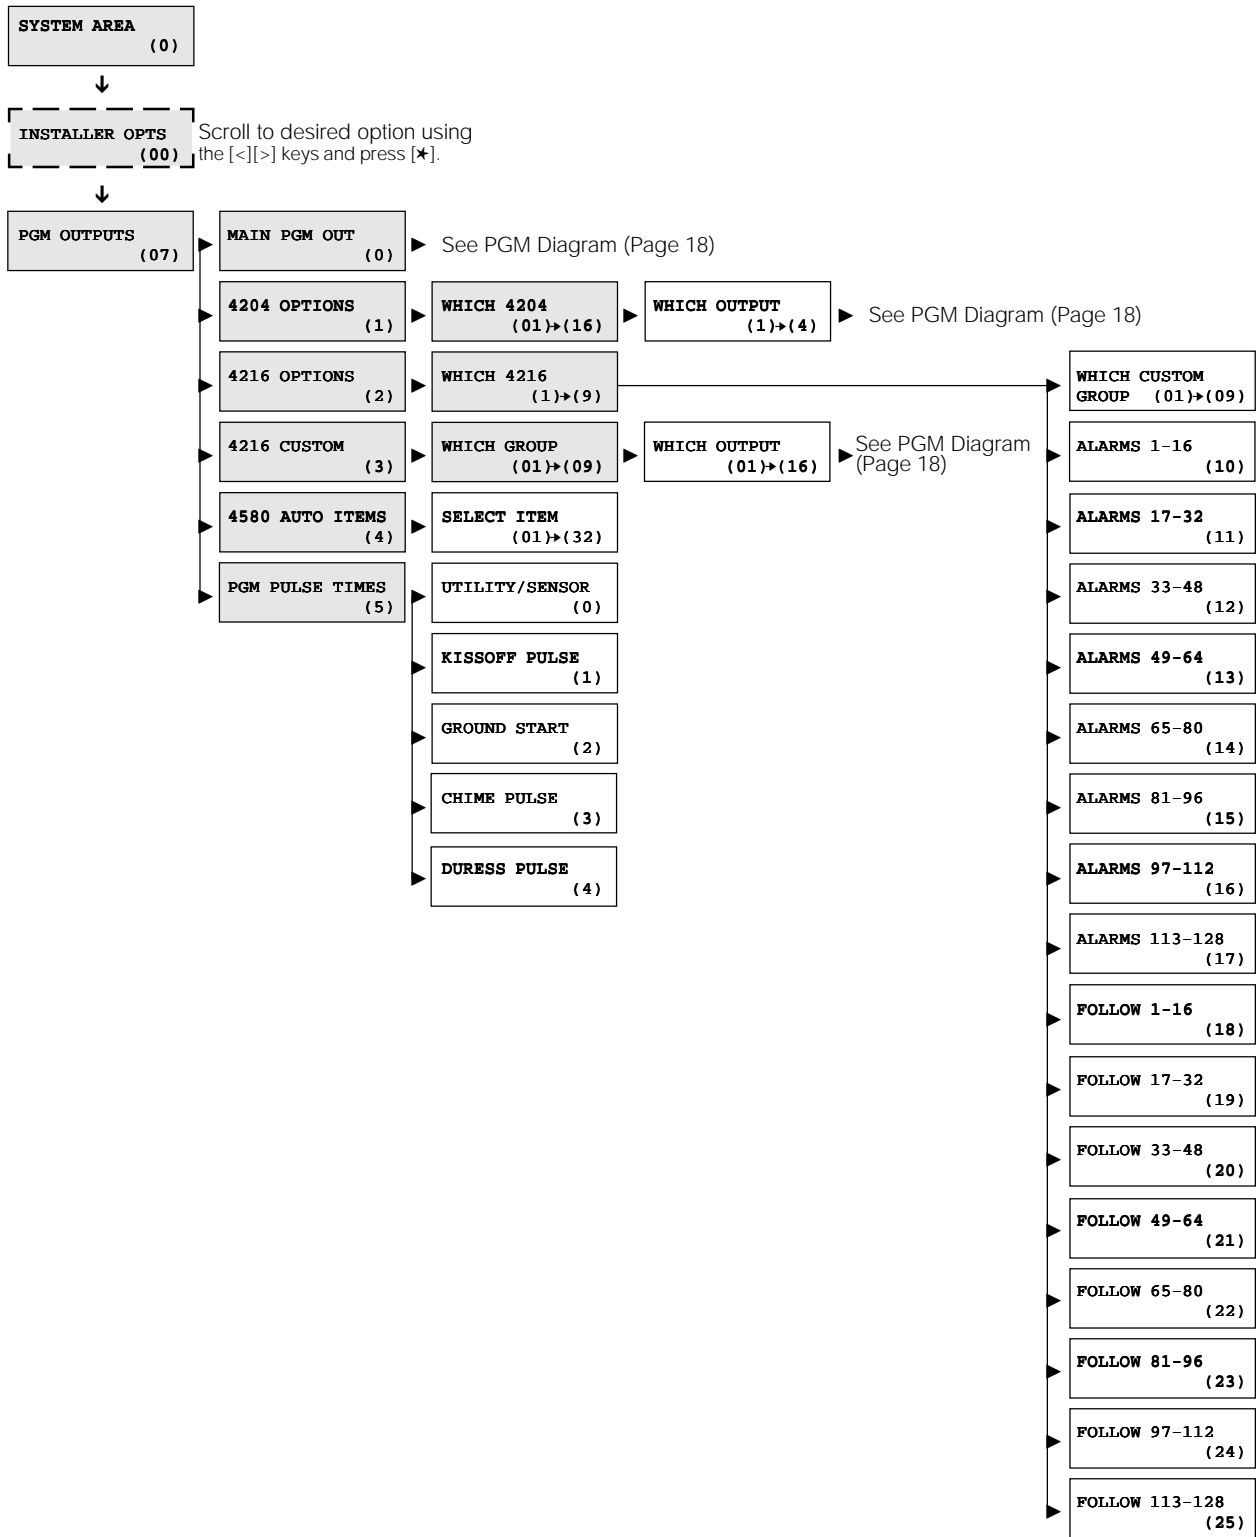 SYSTEM AREA
(0)
INSTALLER OPTS
(00)
Scroll to desired option using
the [<][>] keys and press [✶].
PGM OUTPUTS
(07)
MAIN PGM OUT
(0)
See PGM Diagram (Page 18)
4204 OPTIONS
(1)
WHICH 4204
(01)→(16)
WHICH OUTPUT
(1)→(4)
See PGM Diagram (Page 18)
4216 OPTIONS
(2)
WHICH 4216
(1)→(9)
4216 CUSTOM
(3)
WHICH GROUP
(01)→(09)
WHICH OUTPUT
(01)→(16)
See PGM Diagram
(Page 18)
4580 AUTO ITEMS
(4)
SELECT ITEM
(01)→(32)
PGM PULSE TIMES
(5)
UTILITY/SENSOR
(0)
KISSOFF PULSE
(1)
GROUND START
(2)
CHIME PULSE
(3)
DURESS PULSE
(4)
WHICH CUSTOM
GROUP (01)→(09)
ALARMS 1-16
(10)
ALARMS 17-32
(11)
ALARMS 33-48
(12)
ALARMS 49-64
(13)
ALARMS 65-80
(14)
ALARMS 81-96
(15)
ALARMS 97-112
(16)
ALARMS 113-128
(17)
FOLLOW 1-16
(18)
FOLLOW 17-32
(19)
FOLLOW 33-48
(20)
FOLLOW 49-64
(21)
FOLLOW 65-80
(22)
FOLLOW 81-96
(23)
FOLLOW 97-112
(24)
FOLLOW 113-128
(25)